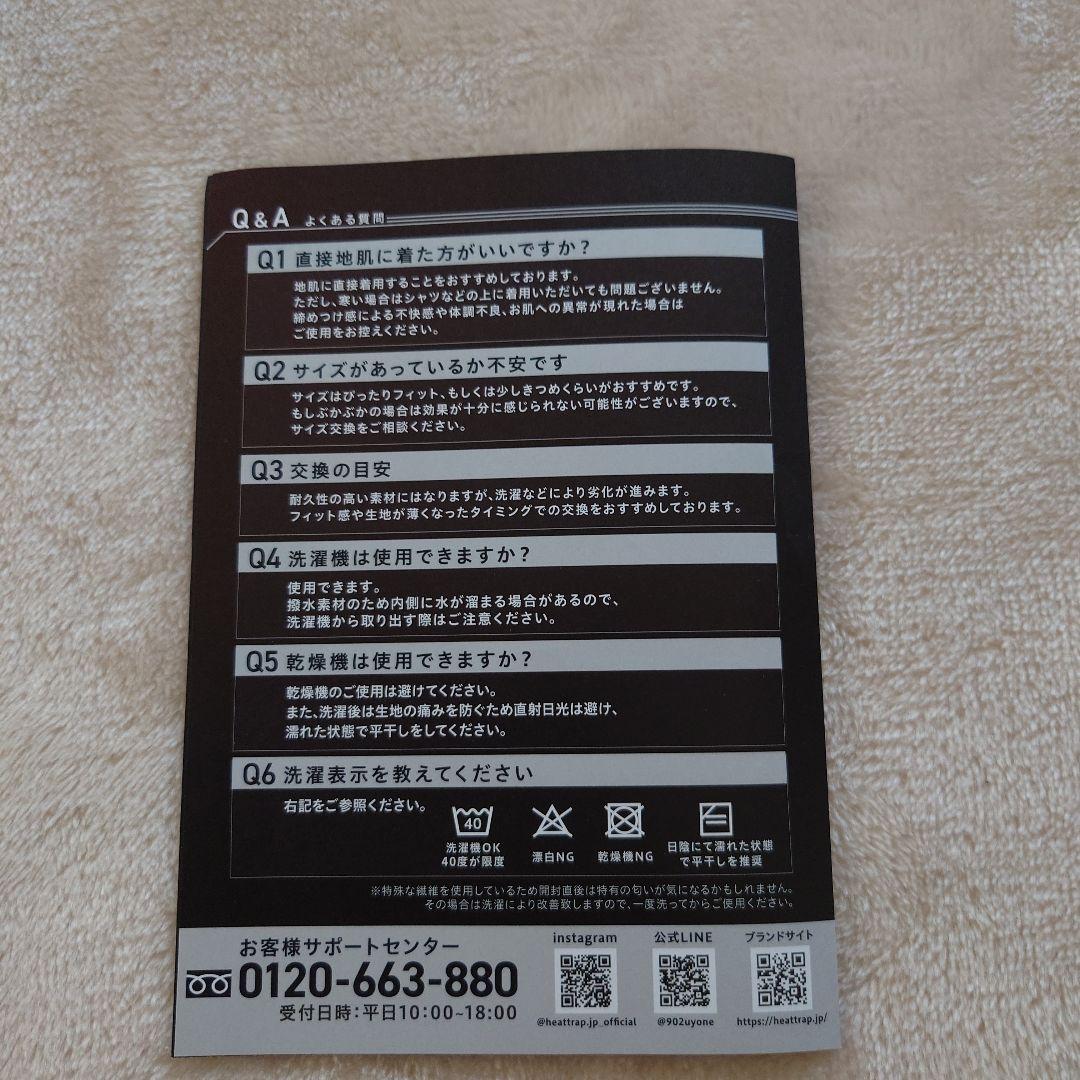 Q&A よくある質問
Q1 直接地肌に着た方がいいですか?
地肌に直接着用することをおすすめしております。
ただし、寒い場合はシャツなどの上に着用いただいても問題ございません。
締めつけ感による不快感や体調不良、お肌への異常が現れた場合は
ご使用をお控えください。
Q2 サイズがあっているか不安です
サイズはぴったりフィット、もしくは少しきつめくらいがおすすめです。
もしぶかぶかの場合は効果が十分に感じられない可能性がございますので、
サイズ交換をご相談ください。
Q3 交換の目安
耐久性の高い素材にはなりますが、洗濯などにより劣化が進みます。
フィット感や生地が薄くなったタイミングでの交換をおすすめしております。
Q4 洗濯機は使用できますか?
使用できます。
撥水素材のため内側に水が溜まる場合があるので、
洗濯機から取り出す際はご注意ください。
Q5 乾燥機は使用できますか?
乾燥機のご使用は避けてください。
また、洗濯後は生地の痛みを防ぐため直射日光は避け、
濡れた状態で平干しをしてください。
Q6 洗濯表示を教えてください
右記をご参照ください。
40
洗濯機OK
40度が限度
漂白NG
乾燥機NG
日陰にて濡れた状態
で平干しを推奨
※特殊な繊維を使用しているため開封直後は特有の匂いが気になるかもしれません。
その場合は洗濯により改善致しますので、一度洗ってからご使用ください。
お客様サポートセンター
0120-663-880
受付日時:平日10:00~18:00
instagram
@heattrap.jp_official
公式LINE
@902uyone
ブランドサイト
https://heattrap.jp/